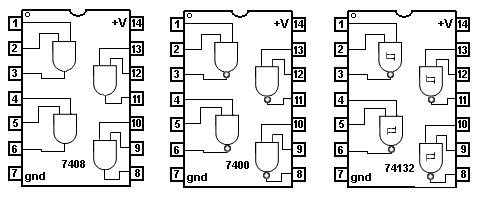 1 +V 14
2 13
3 12
4 11
5 10
6 9
7 gnd 7408 8
1 +V 14
2 13
3 12
4 11
5 10
6 9
7 gnd 7400 8
1 +V 14
2 13
3 12
4 11
5 10
6 9
7 gnd 74132 8